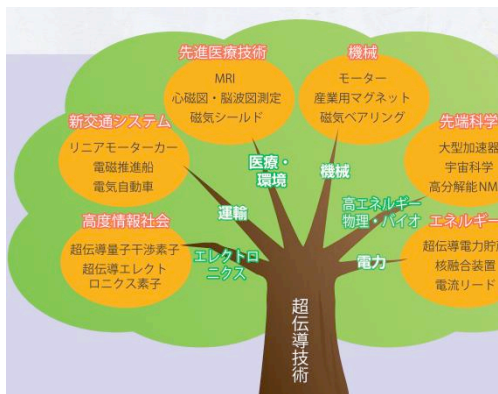 先進医療技術
MRI
心磁図・脳波図測定
磁気シールド
機械
モーター
産業用マグネット
磁気ベアリング
新交通システム
リニアモーターカー
電磁推進船
電気自動車
先端科学
大型加速器
宇宙科学
高分解能NM
医療・
環境
機械
運輸
高エネルギー
物理・バイオ
高度情報社会
超伝導量子干渉素子
超伝導エレクト
ロニクス素子
エレクトロ
ニクス
電力
エネルギー
超伝導電力貯
核融合装置
電流リード
超伝導技術